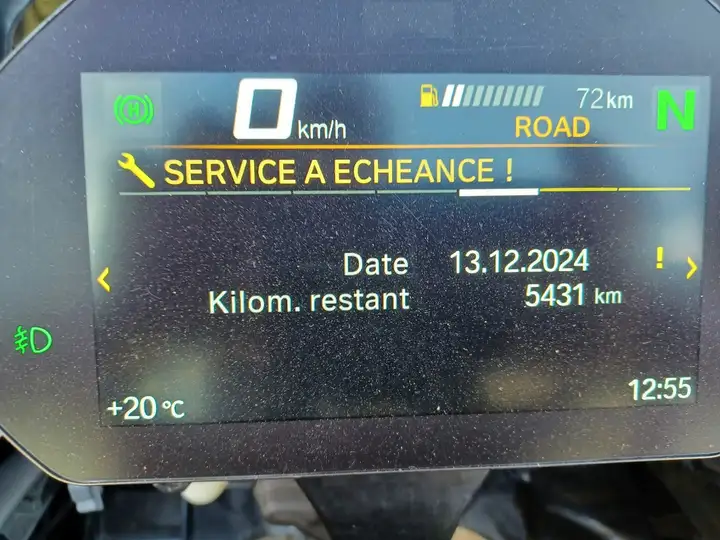 0 km/h
72 km
N
ROAD
SERVICE A ECHEANCE !
Date 13.12.2024 !
Kilom. restant 5431 km
+20 °C
12:55